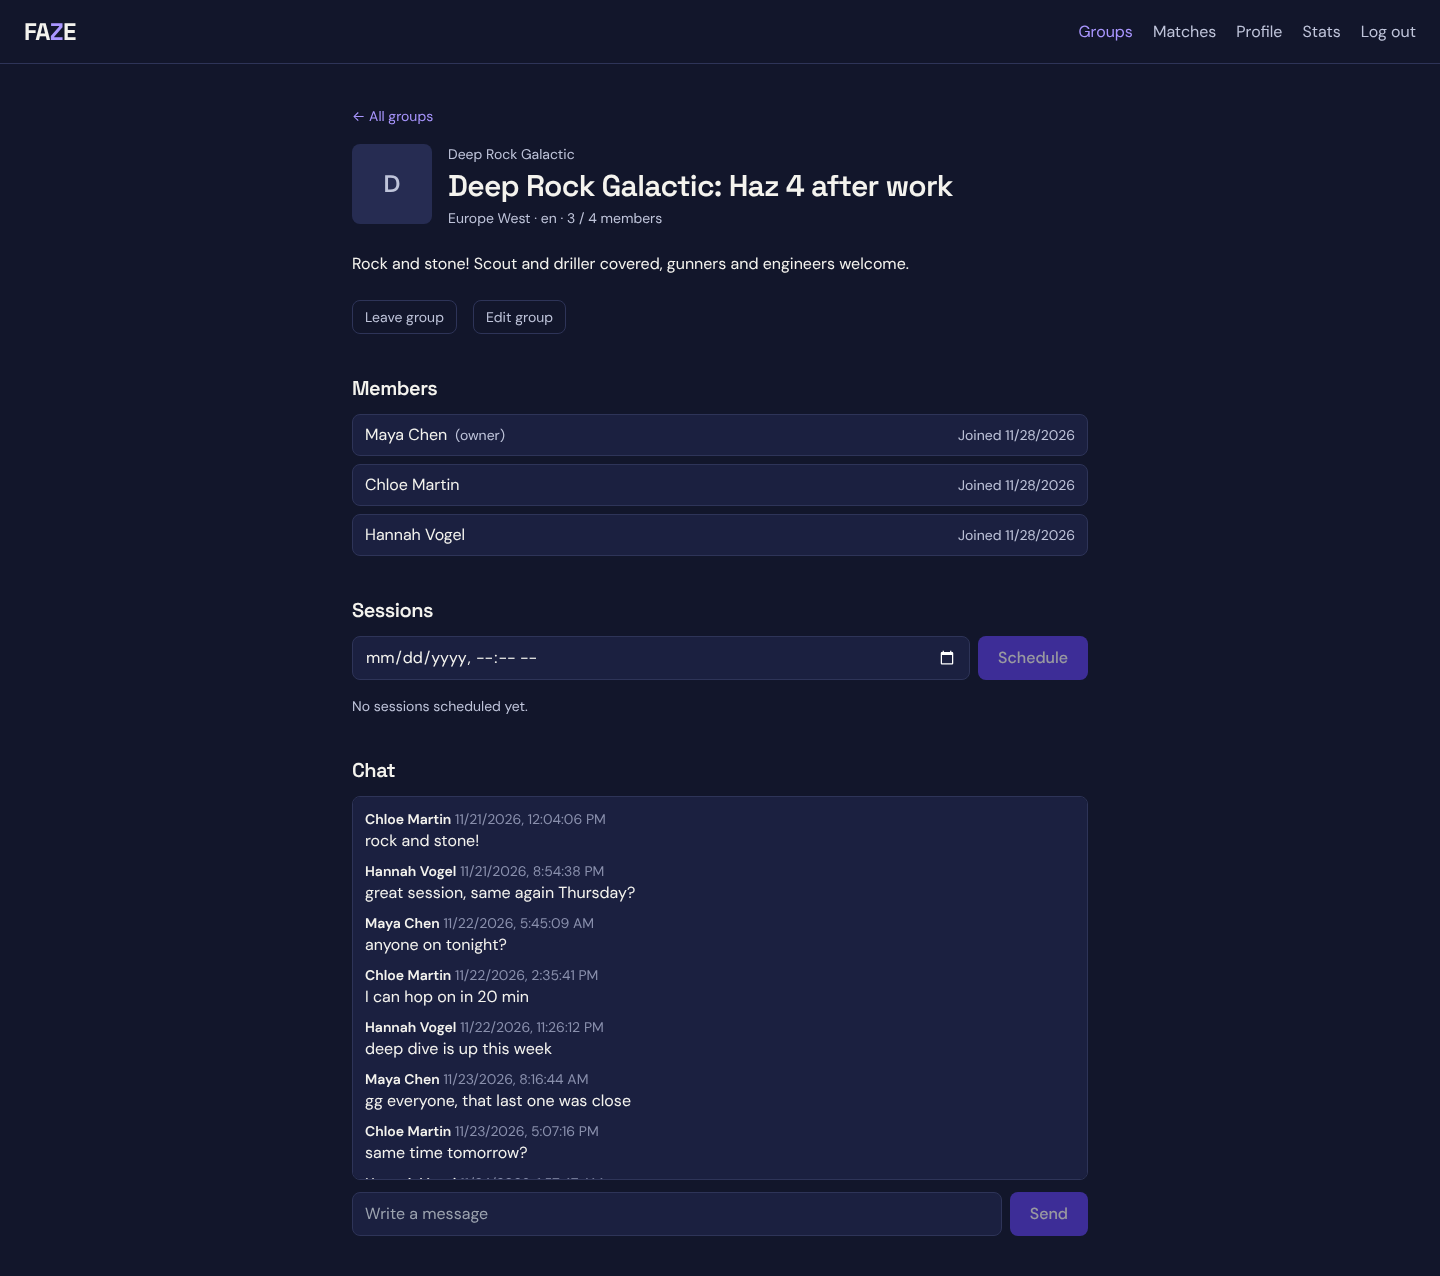 FAZE
Groups Matches Profile Stats Log out
← All groups
D
Deep Rock Galactic
Deep Rock Galactic: Haz 4 after work
Europe West · en · 3 / 4 members
Rock and stone! Scout and driller covered, gunners and engineers welcome.
Leave group Edit group
Members
Maya Chen (owner) Joined 11/28/2026
Chloe Martin Joined 11/28/2026
Hannah Vogel Joined 11/28/2026
Sessions
mm/dd/yyyy, --:-- -- Schedule
No sessions scheduled yet.
Chat
Chloe Martin 11/21/2026, 12:04:06 PM
rock and stone!
Hannah Vogel 11/21/2026, 8:54:38 PM
great session, same again Thursday?
Maya Chen 11/22/2026, 5:45:09 AM
anyone on tonight?
Chloe Martin 11/22/2026, 2:35:41 PM
I can hop on in 20 min
Hannah Vogel 11/22/2026, 11:26:12 PM
deep dive is up this week
Maya Chen 11/23/2026, 8:16:44 AM
gg everyone, that last one was close
Chloe Martin 11/23/2026, 5:07:16 PM
same time tomorrow?
Write a message Send